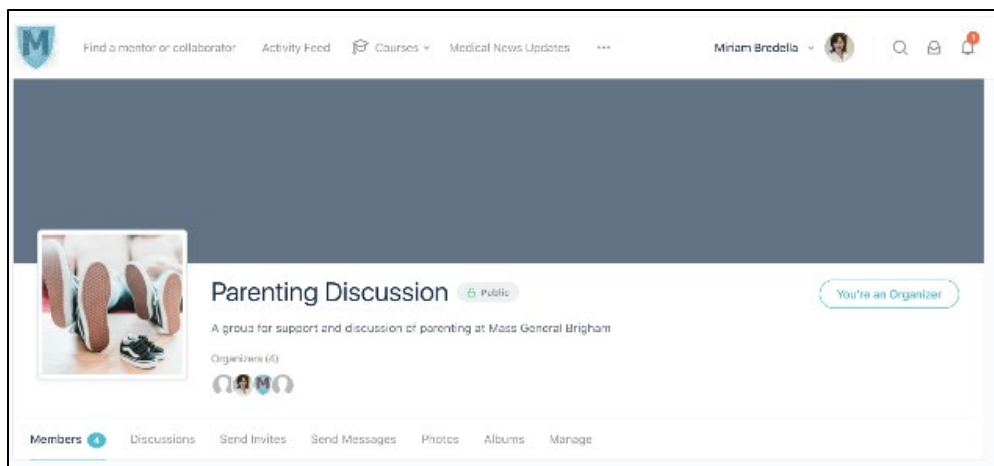 M Find a mentor or collaborator Activity Feed Courses Medical News Updates ... Miriam Bredella 1
Parenting Discussion Public You're an Organizer
A group for support and discussion of parenting at Mass General Brigham
Organizers (4)
M
Members 4 Discussions Send Invites Send Messages Photos Albums Manage